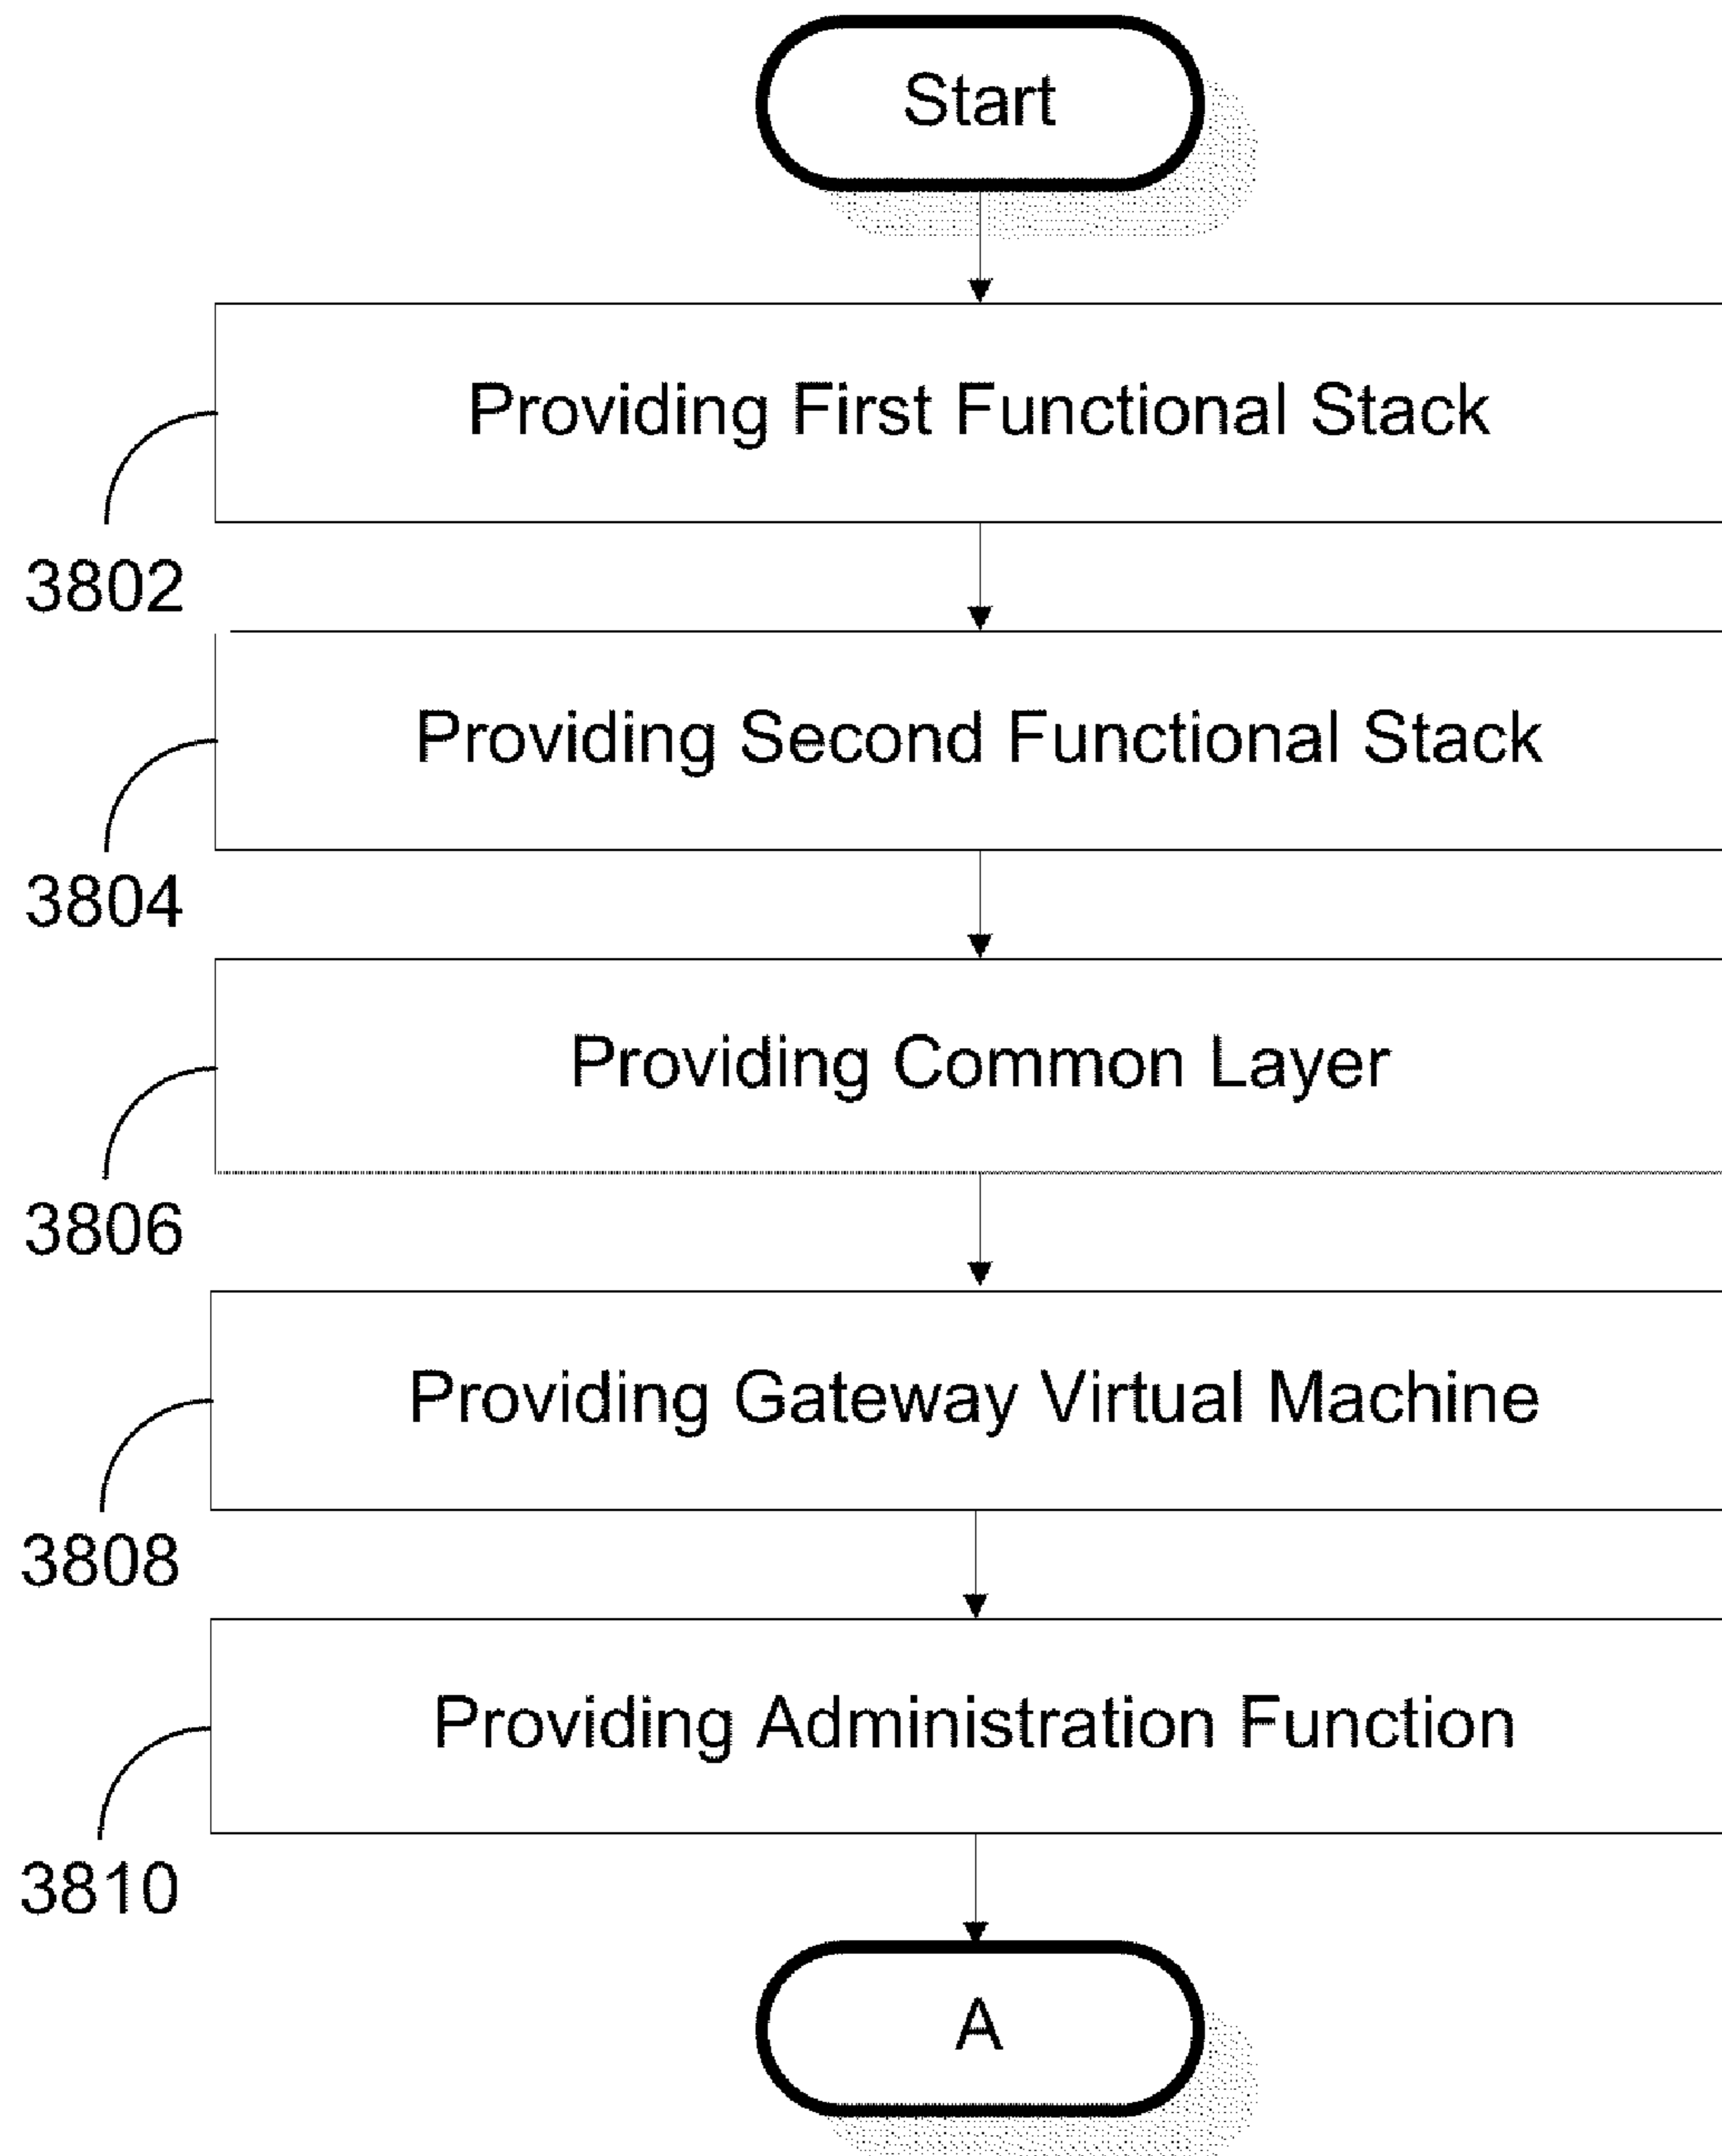 Start
Providing First Functional Stack
3802
Providing Second Functional Stack
3804
Providing Common Layer
3806
Providing Gateway Virtual Machine
3808
Providing Administration Function
3810
A